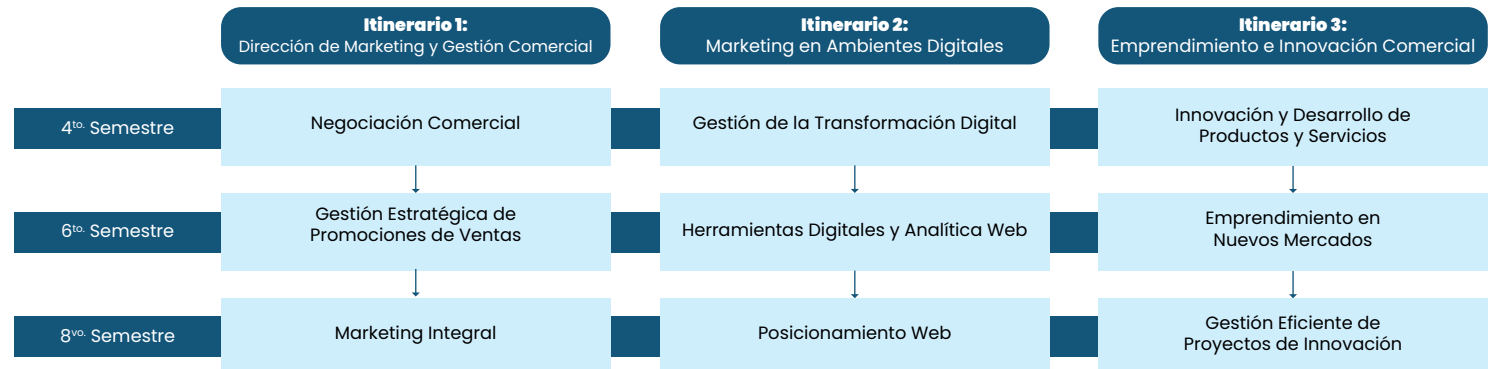 Itinerario 1:
Dirección de Marketing y Gestión Comercial
Itinerario 2:
Marketing en Ambientes Digitales
Itinerario 3:
Emprendimiento e Innovación Comercial
4to. Semestre
Negociación Comercial
Gestión de la Transformación Digital
Innovación y Desarrollo de
Productos y Servicios
6to. Semestre
Gestión Estratégica de
Promociones de Ventas
Herramientas Digitales y Analítica Web
Emprendimiento en
Nuevos Mercados
8vo. Semestre
Marketing Integral
Posicionamiento Web
Gestión Eficiente de
Proyectos de Innovación